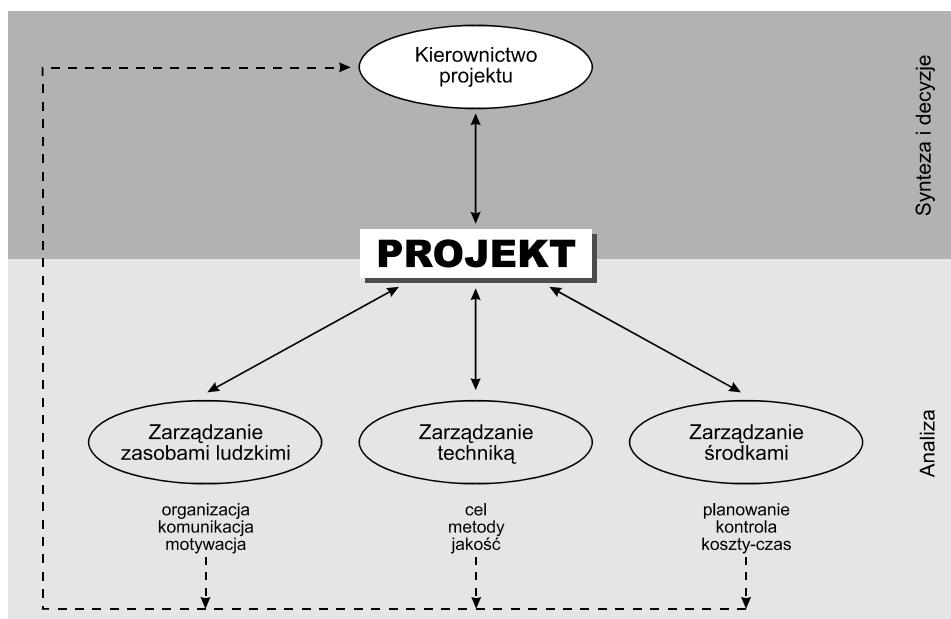 Kierownictwo
projektu
Synteza i decyzje
PROJEKT
Zarządzanie
zasobami ludzkimi
Zarządzanie
techniką
Zarządzanie
środkami
Analiza
organizacja
komunikacja
motywacja
cel
metody
jakość
planowanie
kontrola
koszty-czas